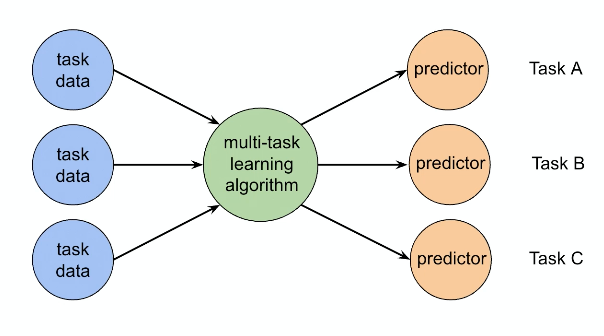 task
data
predictor
Task A
task
data
multi-task
learning
algorithm
predictor
Task B
task
data
predictor
Task C